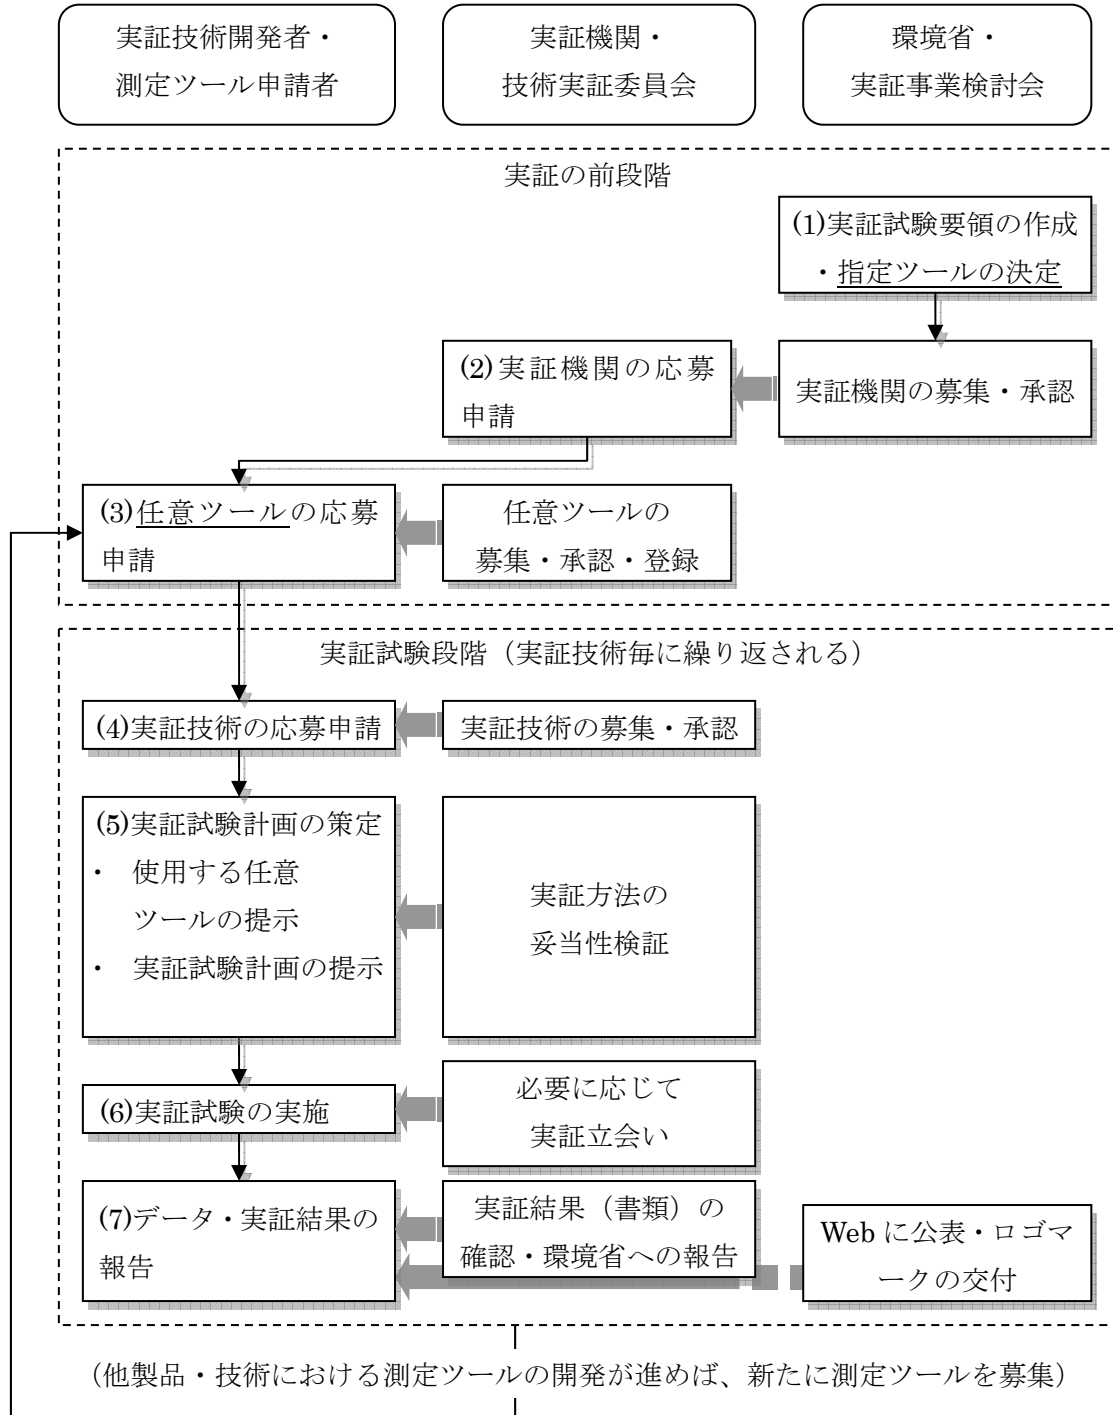 実証技術開発者・
測定ツール申請者
実証機関・
技術実証委員会
環境省・
実証事業検討会
実証の前段階
(1)実証試験要領の作成
・指定ツールの決定
(2)実証機関の応募
申請
実証機関の募集・承認
(3)任意ツールの応募
申請
任意ツールの
募集・承認・登録
実証試験段階（実証技術毎に繰り返される）
(4)実証技術の応募申請
実証技術の募集・承認
(5)実証試験計画の策定
・ 使用する任意
ツールの提示
・ 実証試験計画の提示
実証方法の
妥当性検証
(6)実証試験の実施
必要に応じて
実証立会い
(7)データ・実証結果の
報告
実証結果（書類）の
確認・環境省への報告
Web に公表・ロゴマ
ークの交付
（他製品・技術における測定ツールの開発が進めば、新たに測定ツールを募集）